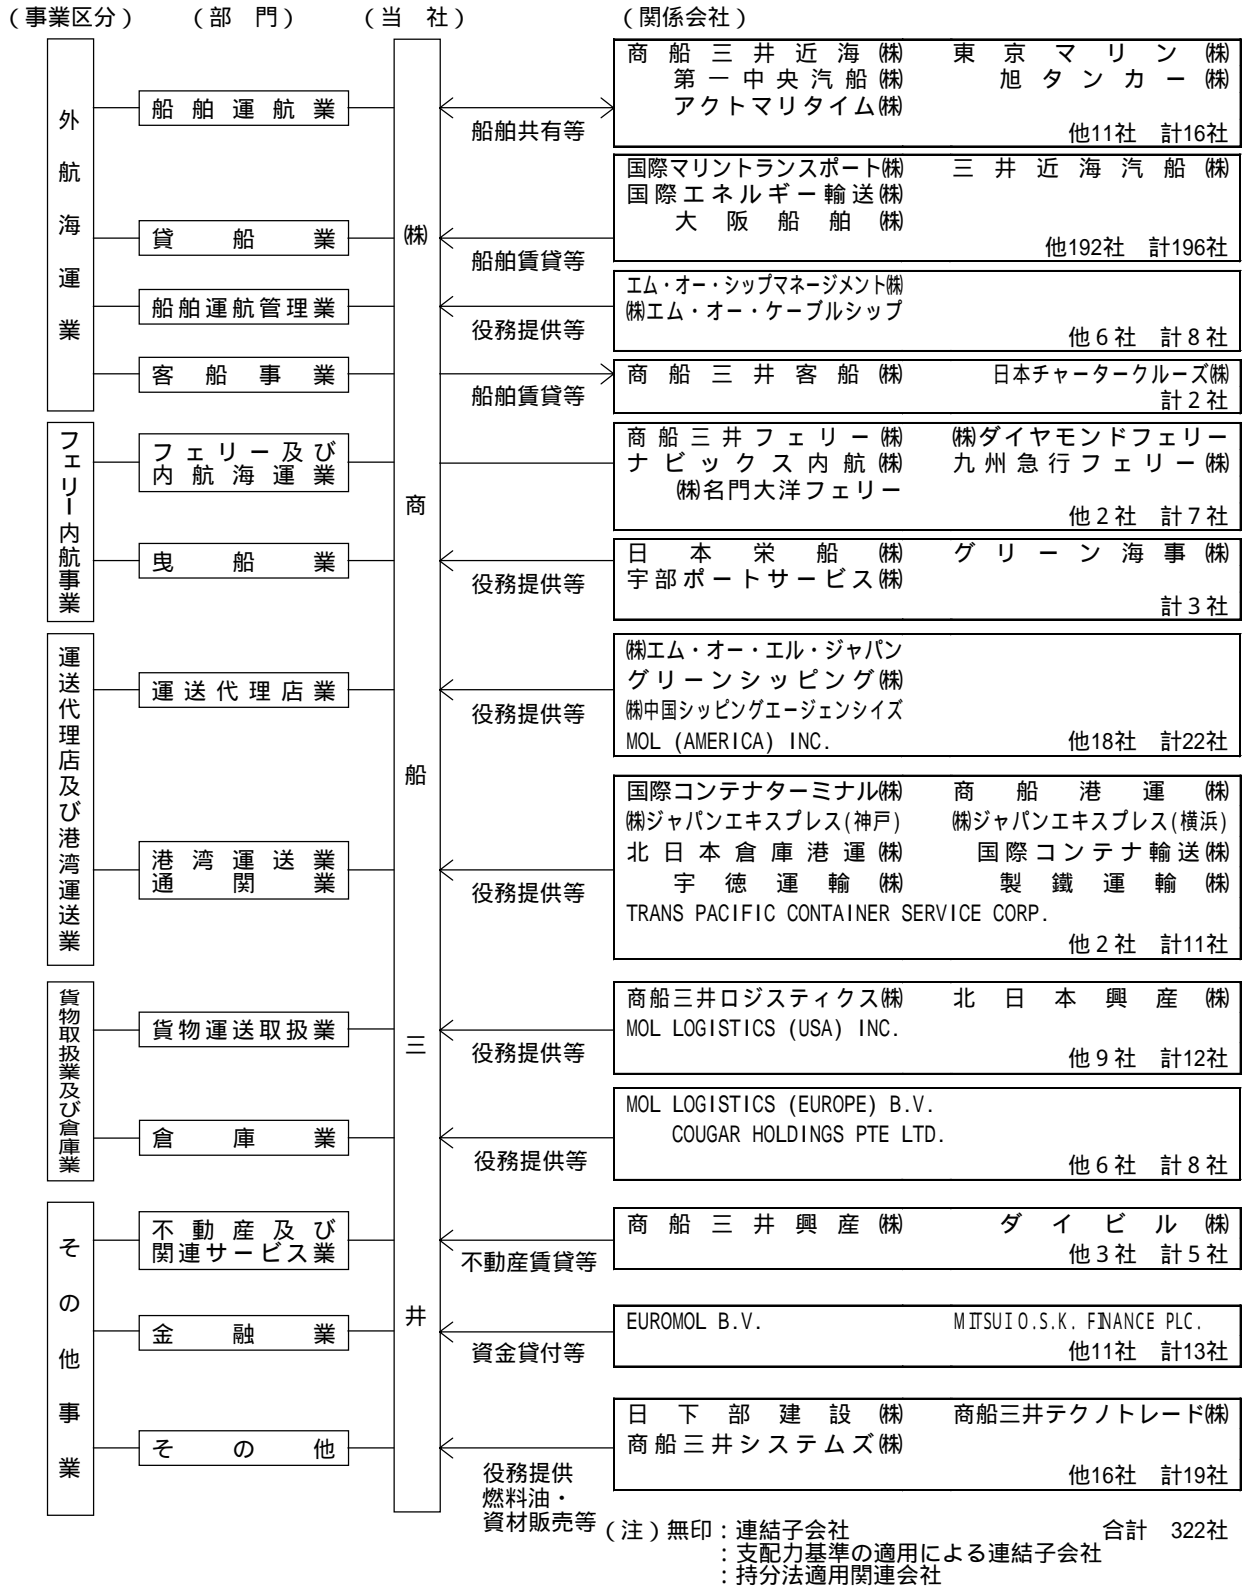 (事業区分) (部 門) (当 社) (関係会社)
外航海運業
船舶運航業
船舶共有等
商船三井近海㈱ 東京マリン㈱
第一中央汽船㈱ 旭タンカー㈱
アクトマリタイム㈱
他11社 計16社
貸船業
船舶賃貸等
国際マリントランスポート㈱ 三井近海汽船㈱
国際エネルギー輸送㈱
大阪船舶㈱
他192社 計196社
船舶運航管理業
役務提供等
エム・オー・シップマネージメント㈱
㈱エム・オー・ケーブルシップ
他6社 計8社
客船事業
船舶賃貸等
商船三井客船㈱ 日本チャータークルーズ㈱
計2社
フェリー内航事業
フェリー及び
内航海運業
商船三井フェリー㈱ ㈱ダイヤモンドフェリー
ナビックス内航㈱ 九州急行フェリー㈱
㈱名門大洋フェリー
他2社 計7社
曳船業
役務提供等
日本栄船㈱ グリーン海事㈱
宇部ポートサービス㈱
計3社
㈱商船三井
運送代理店及び港湾運送業
運送代理店業
役務提供等
㈱エム・オー・エル・ジャパン
グリーンシッピング㈱
㈱中国シッピングエージェンシイズ
MOL (AMERICA) INC. 他18社 計22社
港湾運送業
通関業
役務提供等
国際コンテナターミナル㈱ 商船港運㈱
㈱ジャパンエキスプレス(神戸) ㈱ジャパンエキスプレス(横浜)
北日本倉庫港運㈱ 国際コンテナ輸送㈱
宇徳運輸㈱ 製鐵運輸㈱
TRANS PACIFIC CONTAINER SERVICE CORP.
他2社 計11社
貨物取扱業及び倉庫業
貨物運送取扱業
役務提供等
商船三井ロジスティクス㈱ 北日本興産㈱
MOL LOGISTICS (USA) INC.
他9社 計12社
倉庫業
役務提供等
MOL LOGISTICS (EUROPE) B.V.
COUGAR HOLDINGS PTE LTD.
他6社 計8社
その他事業
不動産及び
関連サービス業
不動産賃貸等
商船三井興産㈱ ダイビル㈱
他3社 計5社
金融業
資金貸付等
EUROMOL B.V. MITSUI O.S.K. FINANCE PLC.
他11社 計13社
その他
役務提供
燃料油・
資材販売等
日下部建設㈱ 商船三井テクノトレード㈱
商船三井システムズ㈱
他16社 計19社
(注)無印:連結子会社 合計 322社
:支配力基準の適用による連結子会社
:持分法適用関連会社